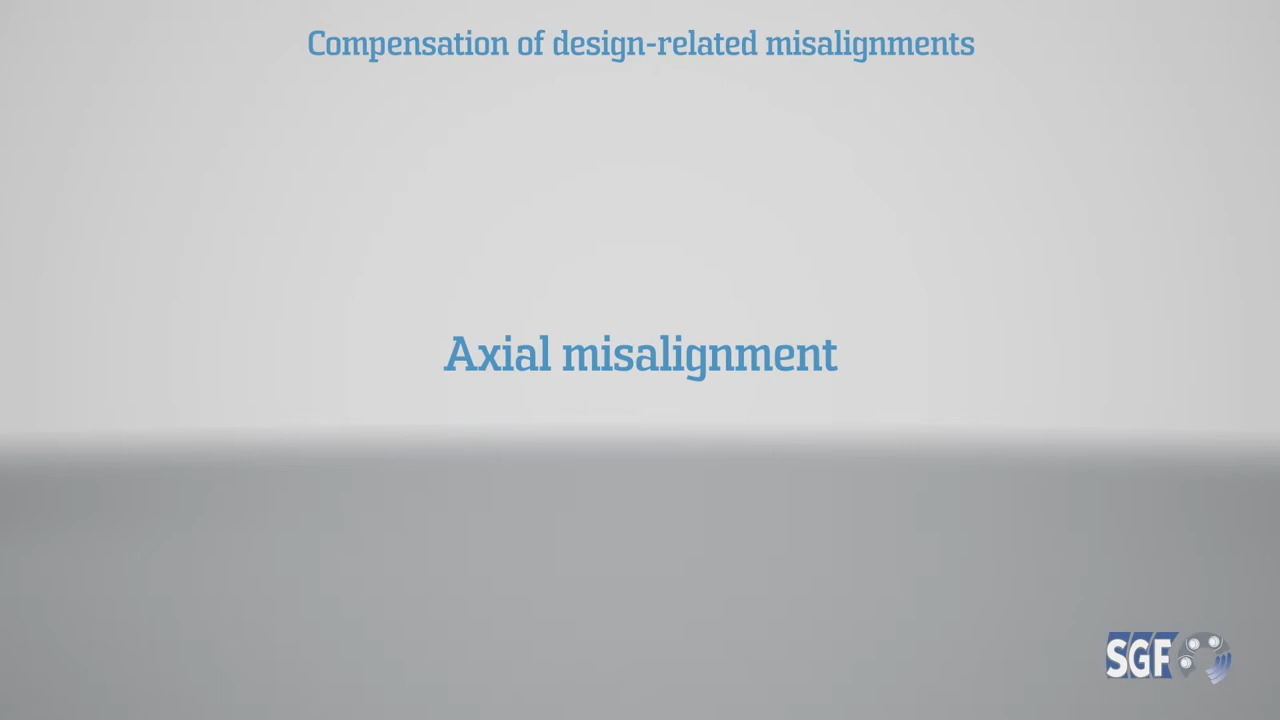 Compensation of design-related misalignments
Axial misalignment
SGF